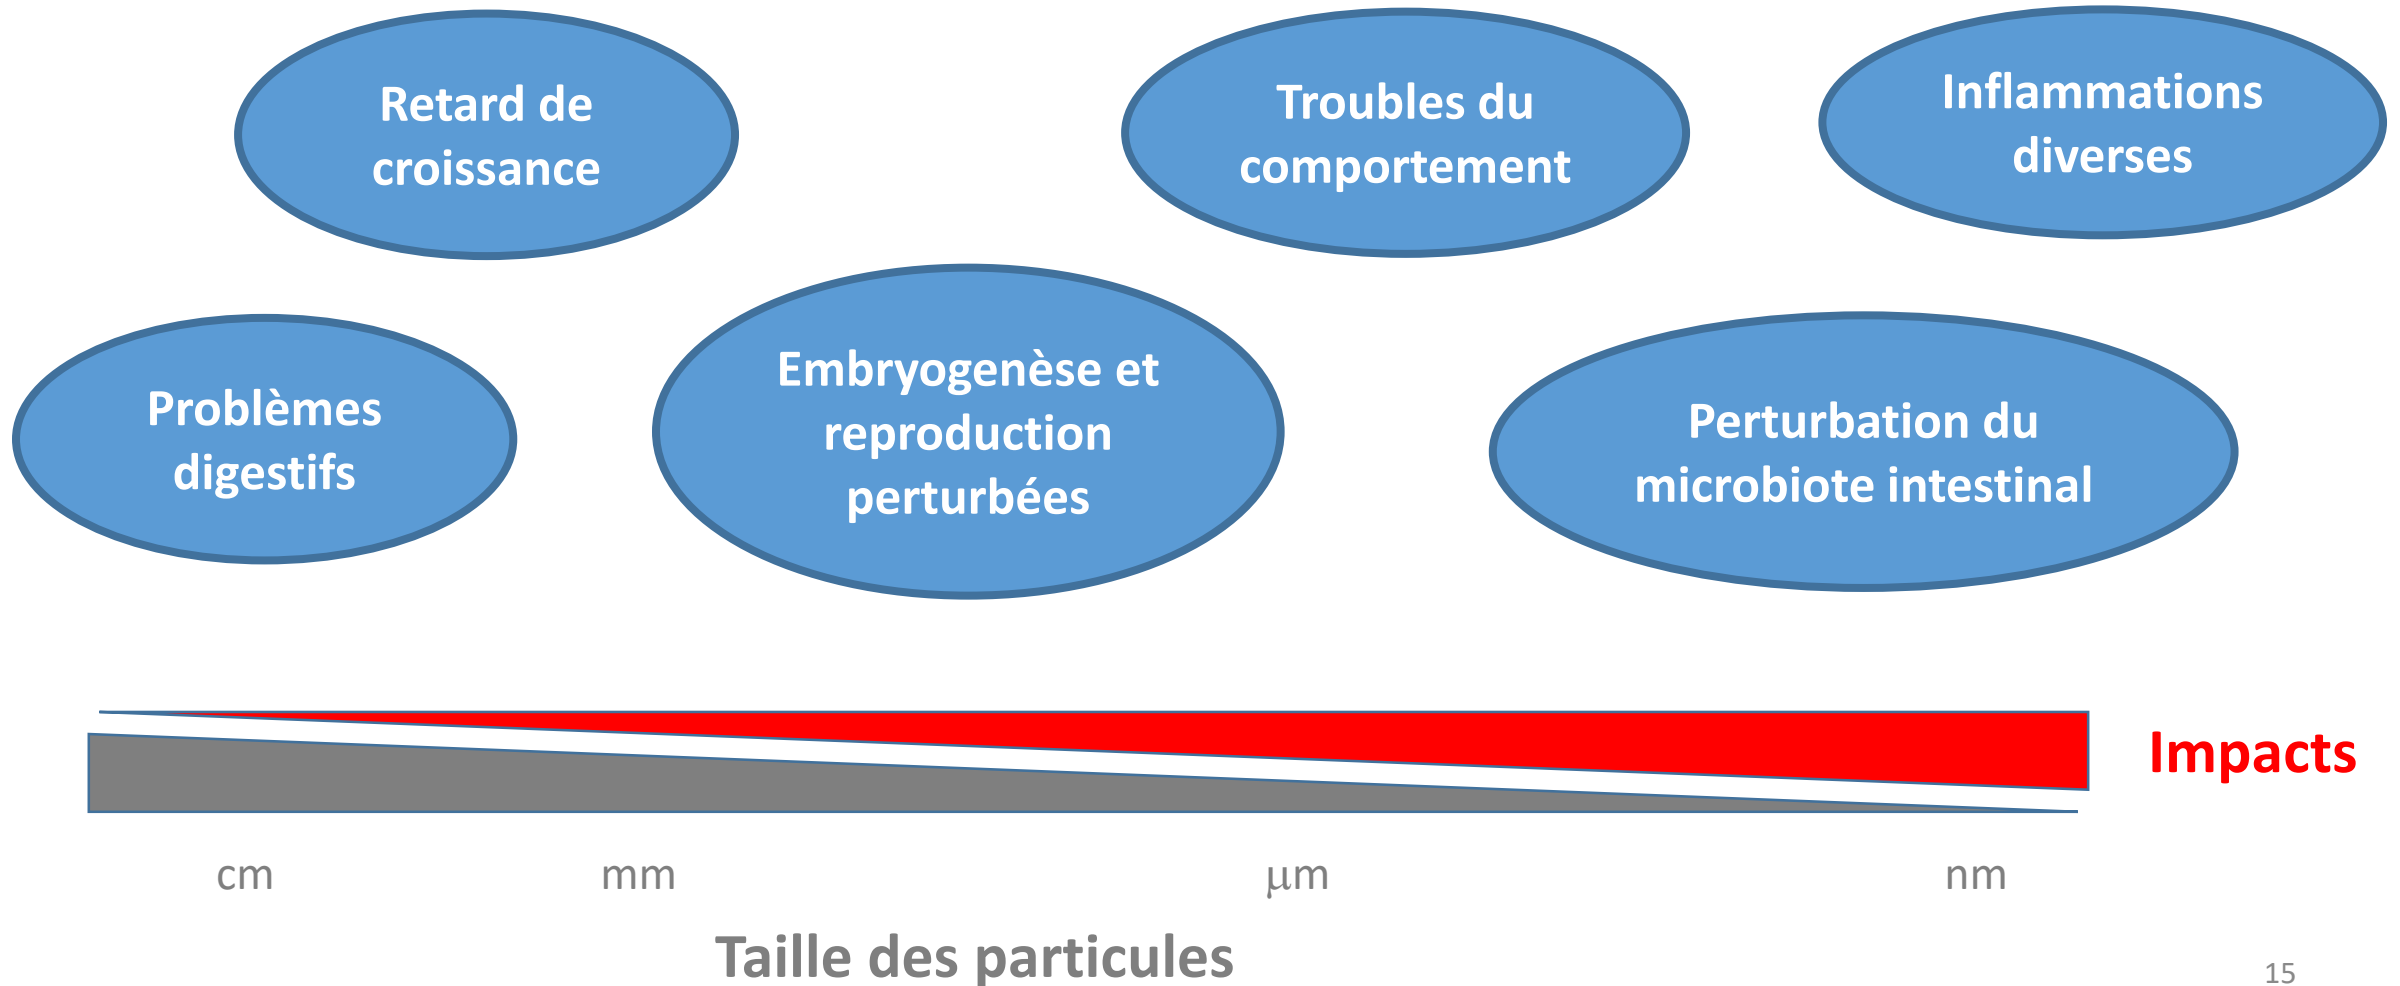 Retard de
croissance
Troubles du
comportement
Inflammations
diverses
Problèmes
digestifs
Embryogenèse et
reproduction
perturbées
Perturbation du
microbiote intestinal
Impacts
cm
mm
µm
nm
Taille des particules
15